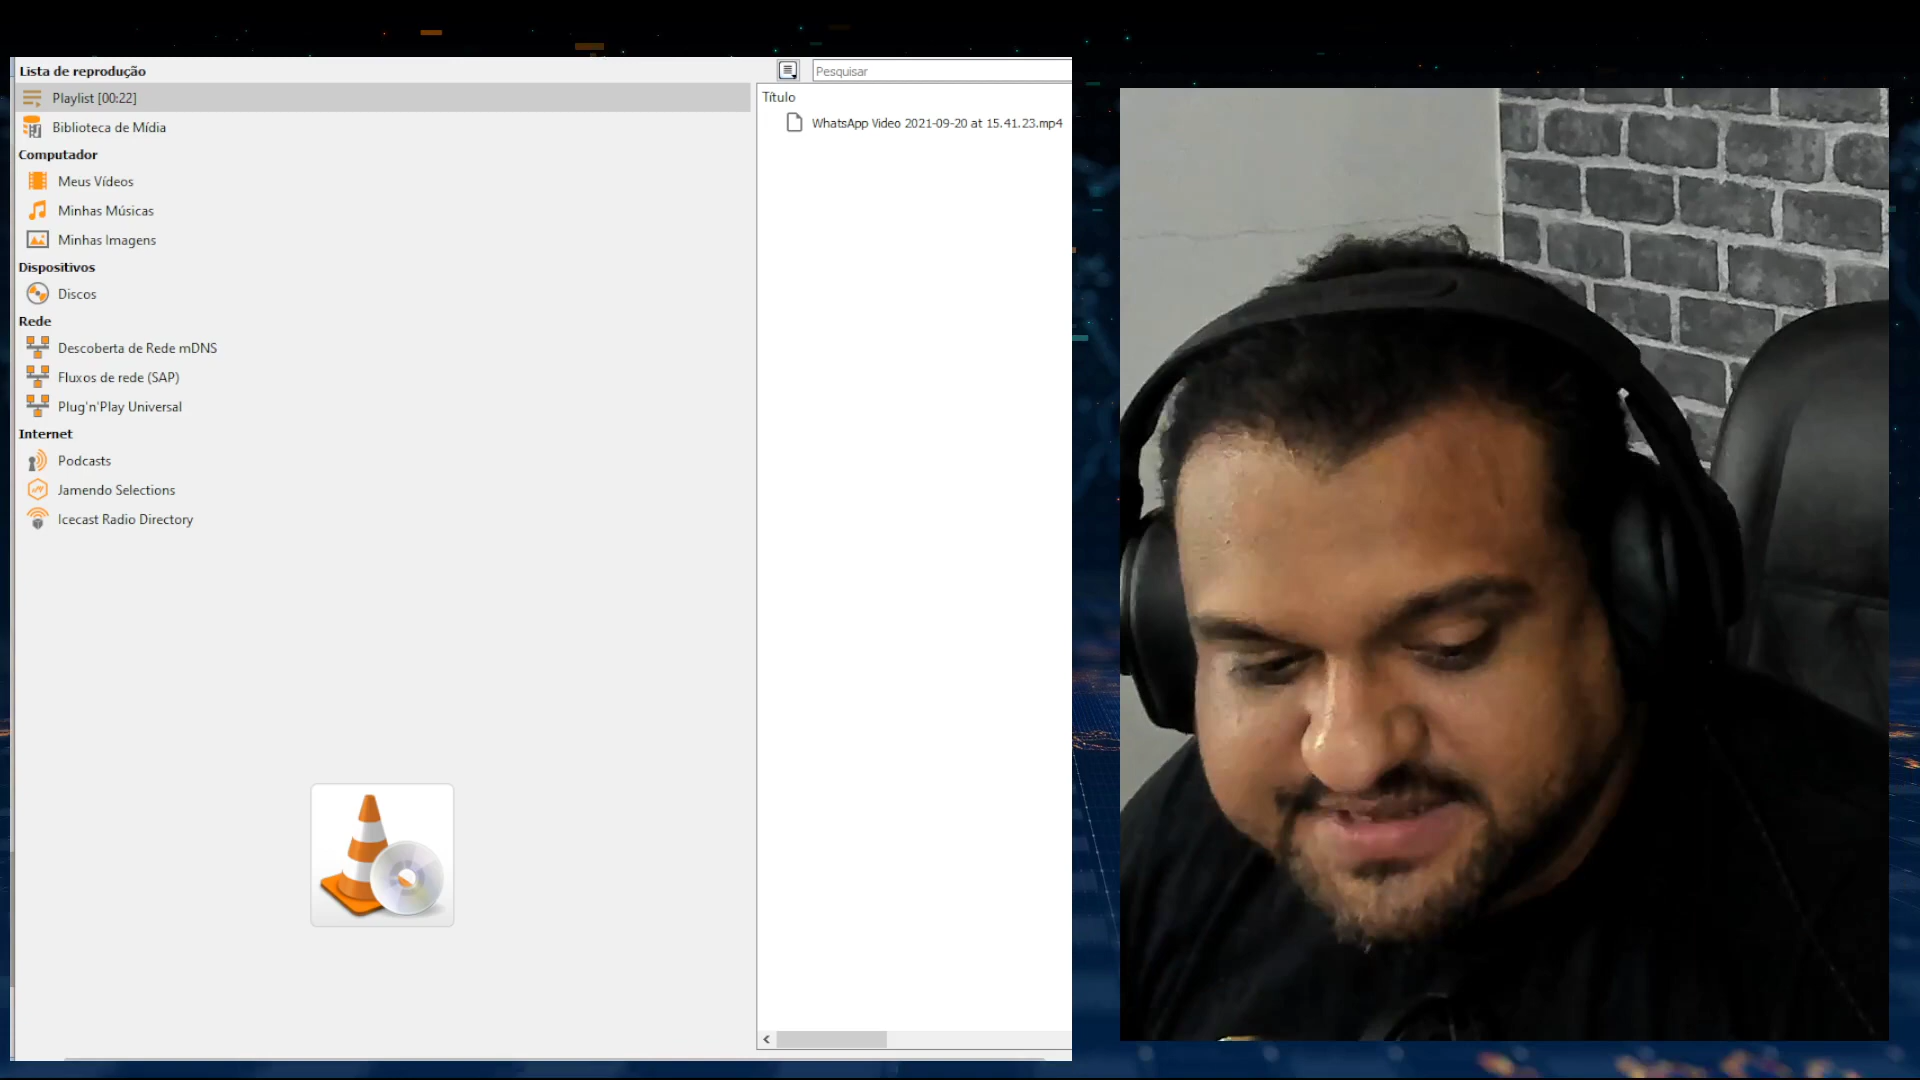 Lista de reprodução
Playlist [00:22]
Biblioteca de Mídia
Computador
Meus Vídeos
Minhas Músicas
Minhas Imagens
Dispositivos
Discos
Rede
Descoberta de Rede mDNS
Fluxos de rede (SAP)
Plug'n'Play Universal
Internet
Podcasts
Jamendo Selections
Icecast Radio Directory
Pesquisar
Título
WhatsApp Video 2021-09-20 at 15.41.23.mp4